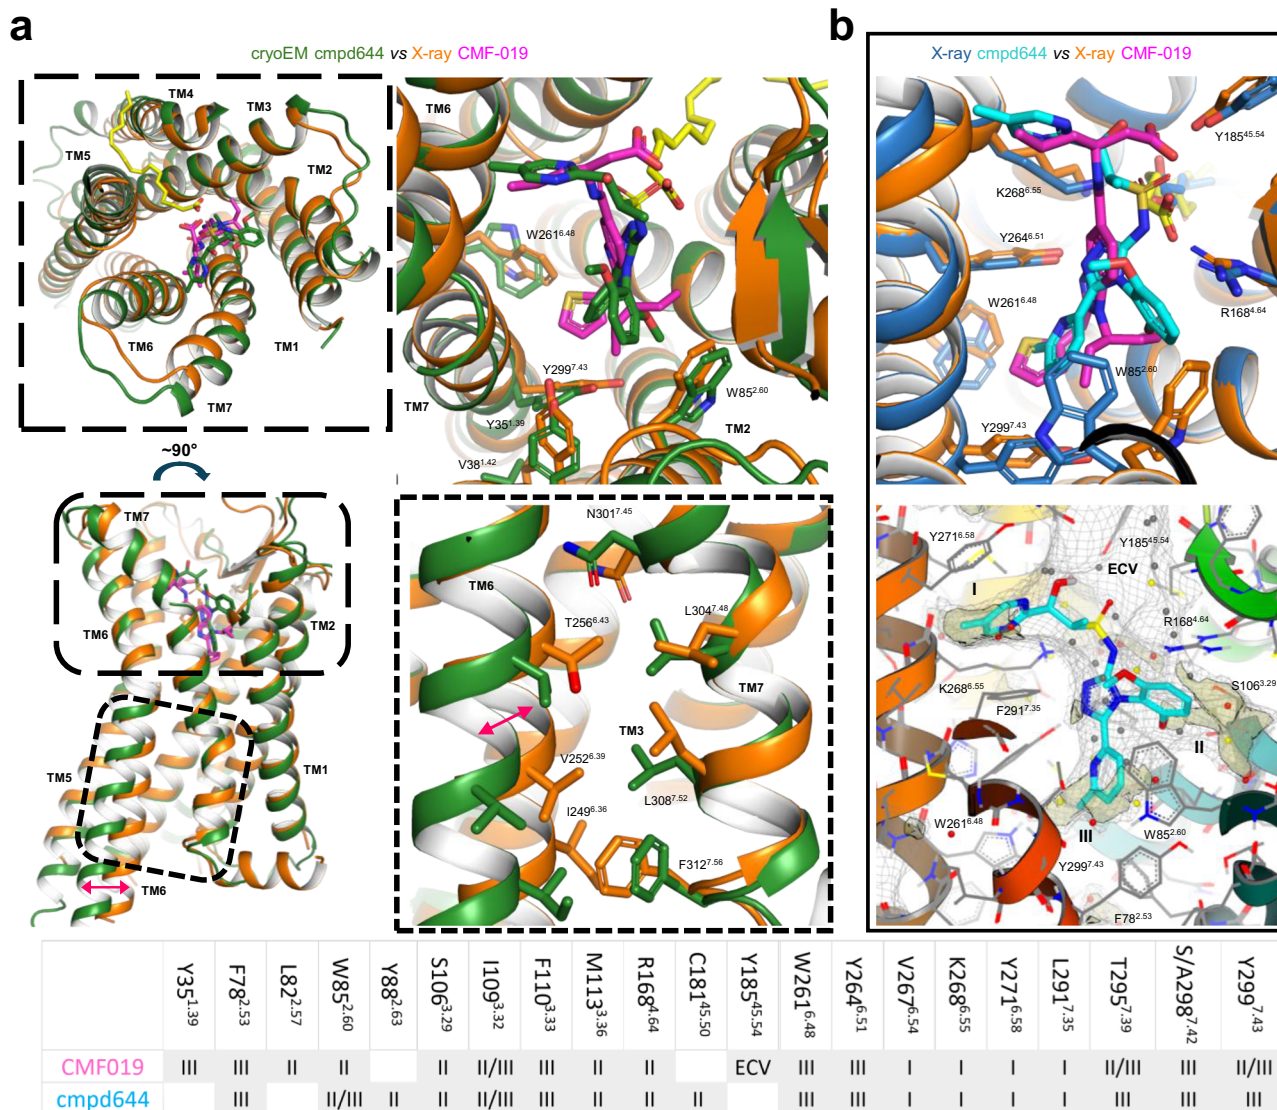 a
b
cryoEM cmpd644 vs X-ray CMF-019
X-ray cmpd644 vs X-ray CMF-019
TM4
TM3
TM5
TM2
TM6
TM1
TM7
TM6
W261^6.48
Y299^7.43
TM7
Y35^1.39
W85^2.60
TM2
V38^1.42
Y185^45.54
K268^6.55
Y264^6.51
W261^6.48
R168^4.64
W85^2.60
Y299^7.43
~90°
TM7
TM6
TM2
TM5
TM1
TM6
N301^7.45
TM6
T256^6.43
L304^7.48
TM7
TM3
V252^6.39
L308^7.52
I249^6.36
F312^7.56
Y271^6.58
Y185^45.54
ECV
I
R168^4.64
K268^6.55
S106^3.29
F291^7.35
II
W261^6.48
III
W85^2.60
Y299^7.43
F78^2.53
Y35^1.39 F78^2.53 L82^2.57 W85^2.60 Y88^2.63 S106^3.29 I109^3.32 F110^3.33 M113^3.36 R168^4.64 C181^45.50 Y185^45.54 W261^6.48 Y264^6.51 V267^6.54 K268^6.55 Y271^6.58 L291^7.35 T295^7.39 S/A298^7.42 Y299^7.43
CMF019 III III II II II II/III III II II ECV III III I I I I II/III III II/III
cmpd644 III II/III II II II/III III II II II III III I I I I III III III